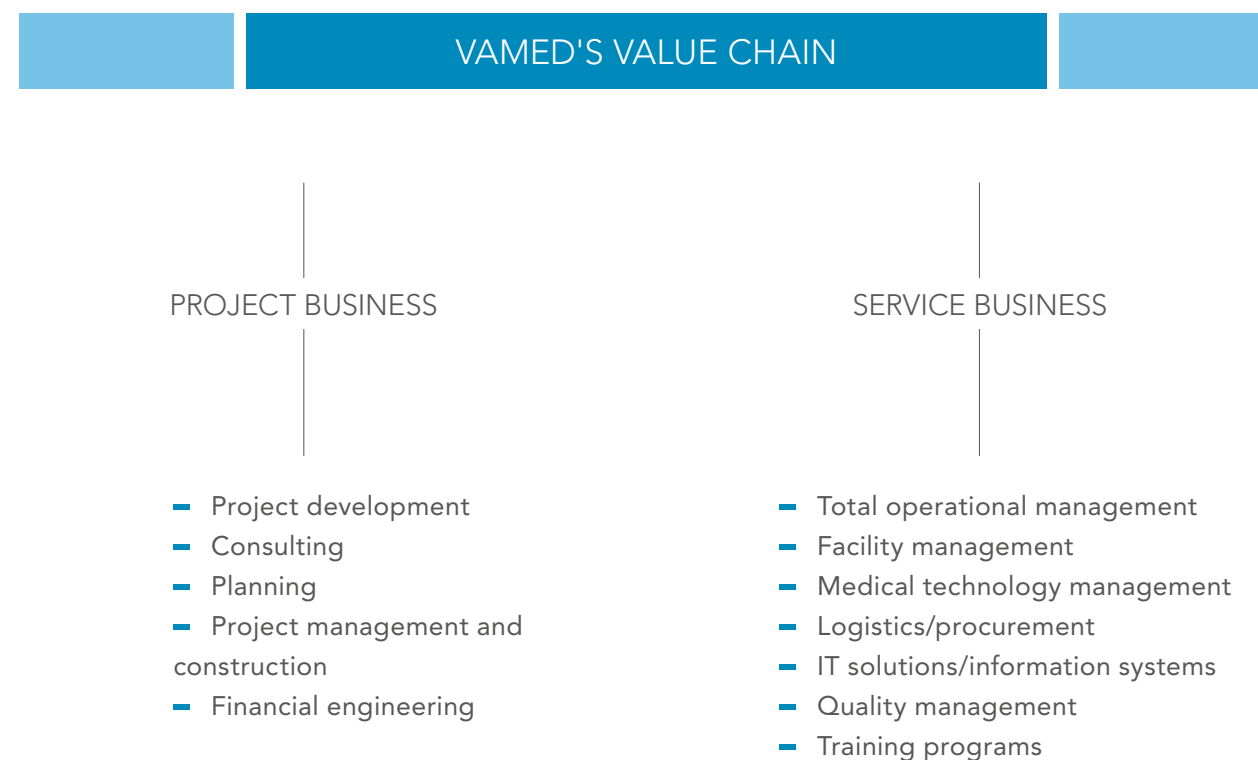 VAMED'S VALUE CHAIN
PROJECT BUSINESS
Project development
Consulting
Planning
Project management and
construction
Financial engineering
SERVICE BUSINESS
Total operational management
Facility management
Medical technology management
Logistics/procurement
IT solutions/information systems
Quality management
Training programs